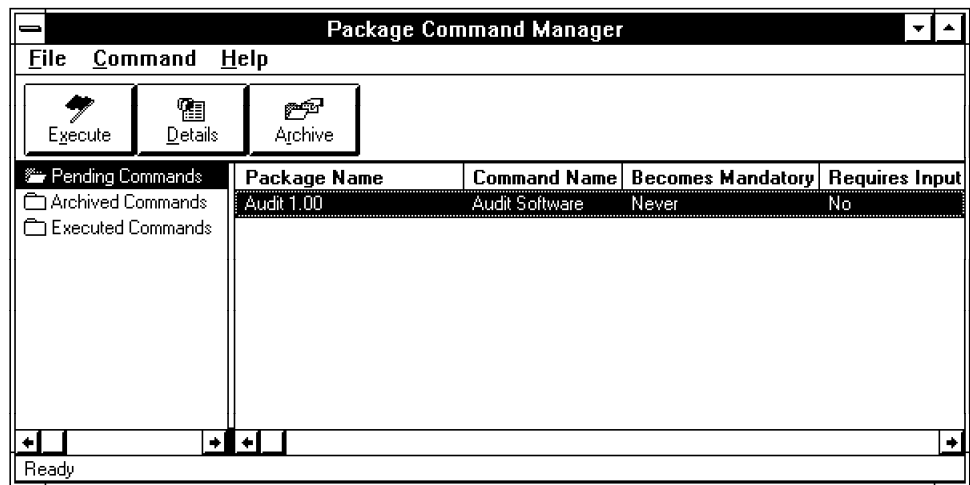 Package Command Manager
File Command Help
Execute Details Archive
Pending Commands
Archived Commands
Executed Commands
Package Name Command Name Becomes Mandatory Requires Input
Audit 1.00 Audit Software Never No
Ready